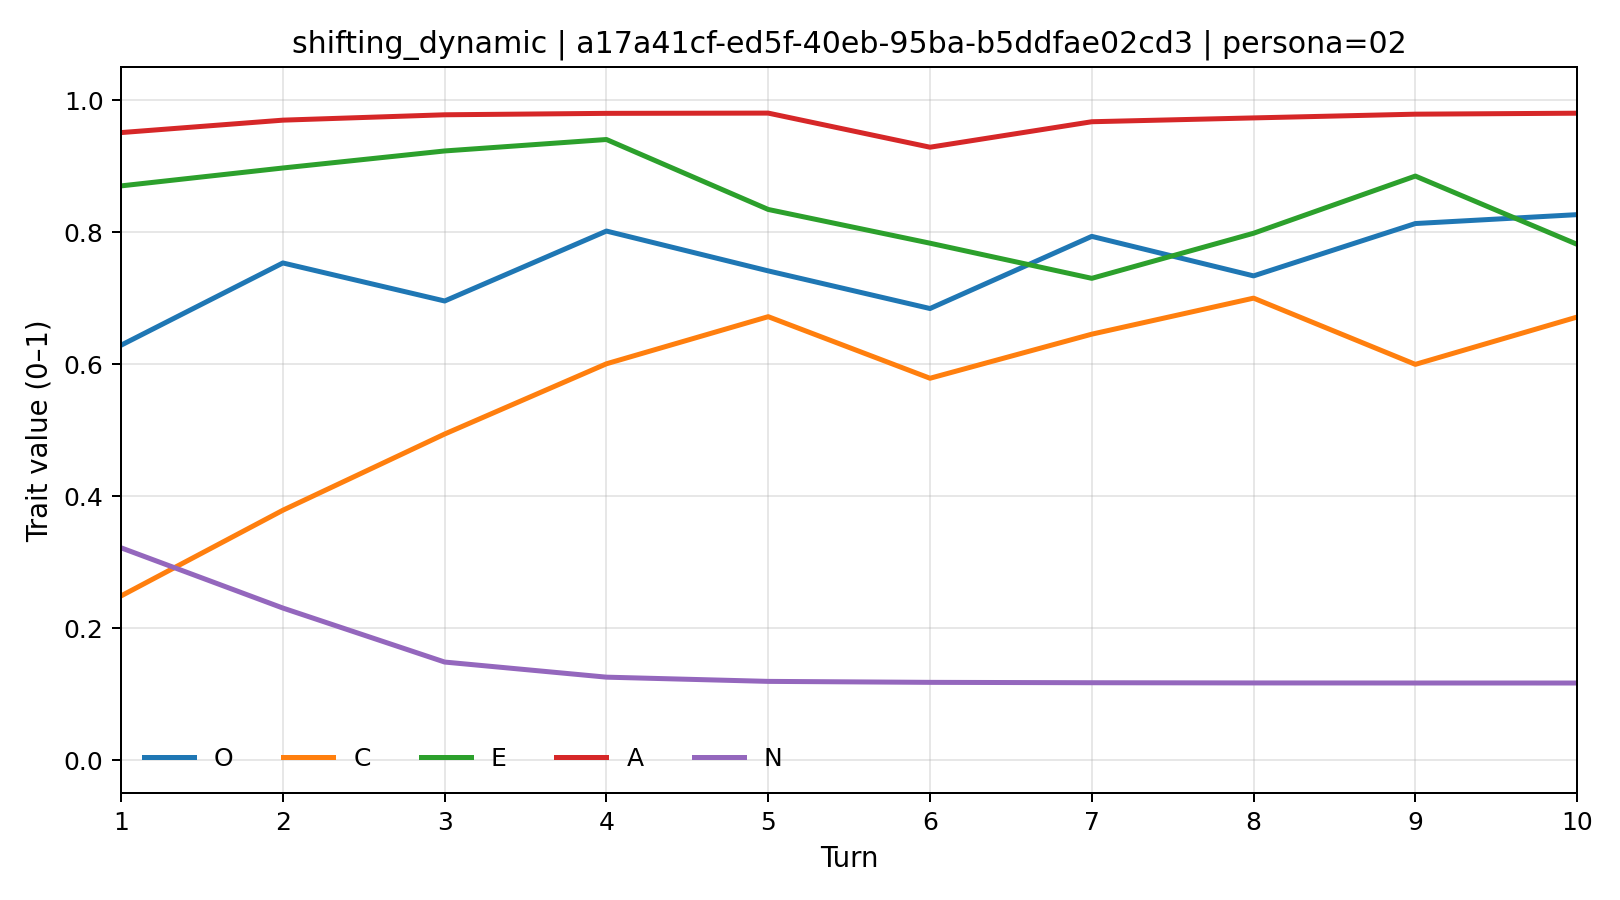 shifting_dynamic | a17a41cf-ed5f-40eb-95ba-b5ddfae02cd3 | persona=02
Trait value (0–1)
1.0
0.8
0.6
0.4
0.2
0.0
O C E A N
1 2 3 4 5 6 7 8 9 10
Turn